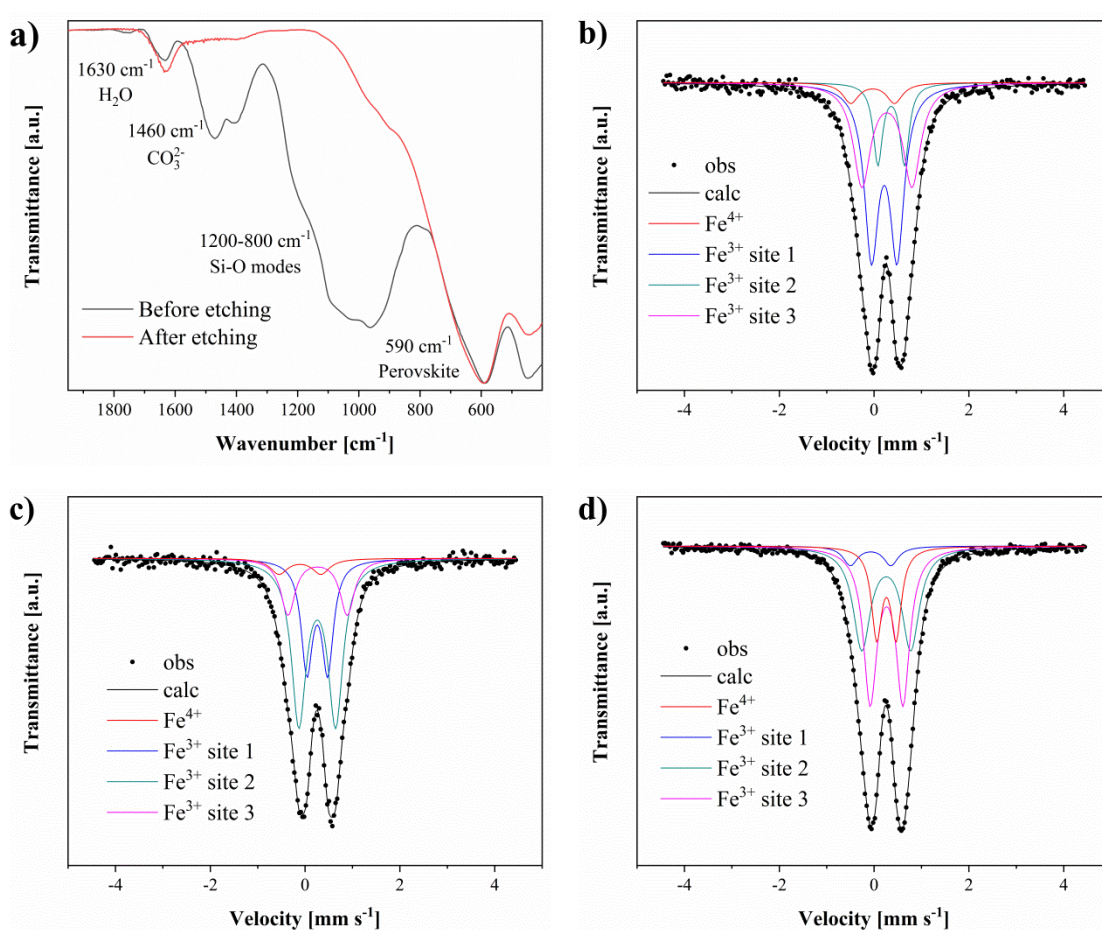 a)
1630 cm⁻¹
H₂O
1460 cm⁻¹
CO₃²⁻
1200-800 cm⁻¹
Si-O modes
Before etching
After etching
590 cm⁻¹
Perovskite
Transmittance [a.u.]
1800 1600 1400 1200 1000 800 600
Wavenumber [cm⁻¹]
b)
obs
calc
Fe⁴⁺
Fe³⁺ site 1
Fe³⁺ site 2
Fe³⁺ site 3
Transmittance [a.u.]
-4 -2 0 2 4
Velocity [mm s⁻¹]
c)
obs
calc
Fe⁴⁺
Fe³⁺ site 1
Fe³⁺ site 2
Fe³⁺ site 3
Transmittance [a.u.]
-4 -2 0 2 4
Velocity [mm s⁻¹]
d)
obs
calc
Fe⁴⁺
Fe³⁺ site 1
Fe³⁺ site 2
Fe³⁺ site 3
Transmittance [a.u.]
-4 -2 0 2 4
Velocity [mm s⁻¹]